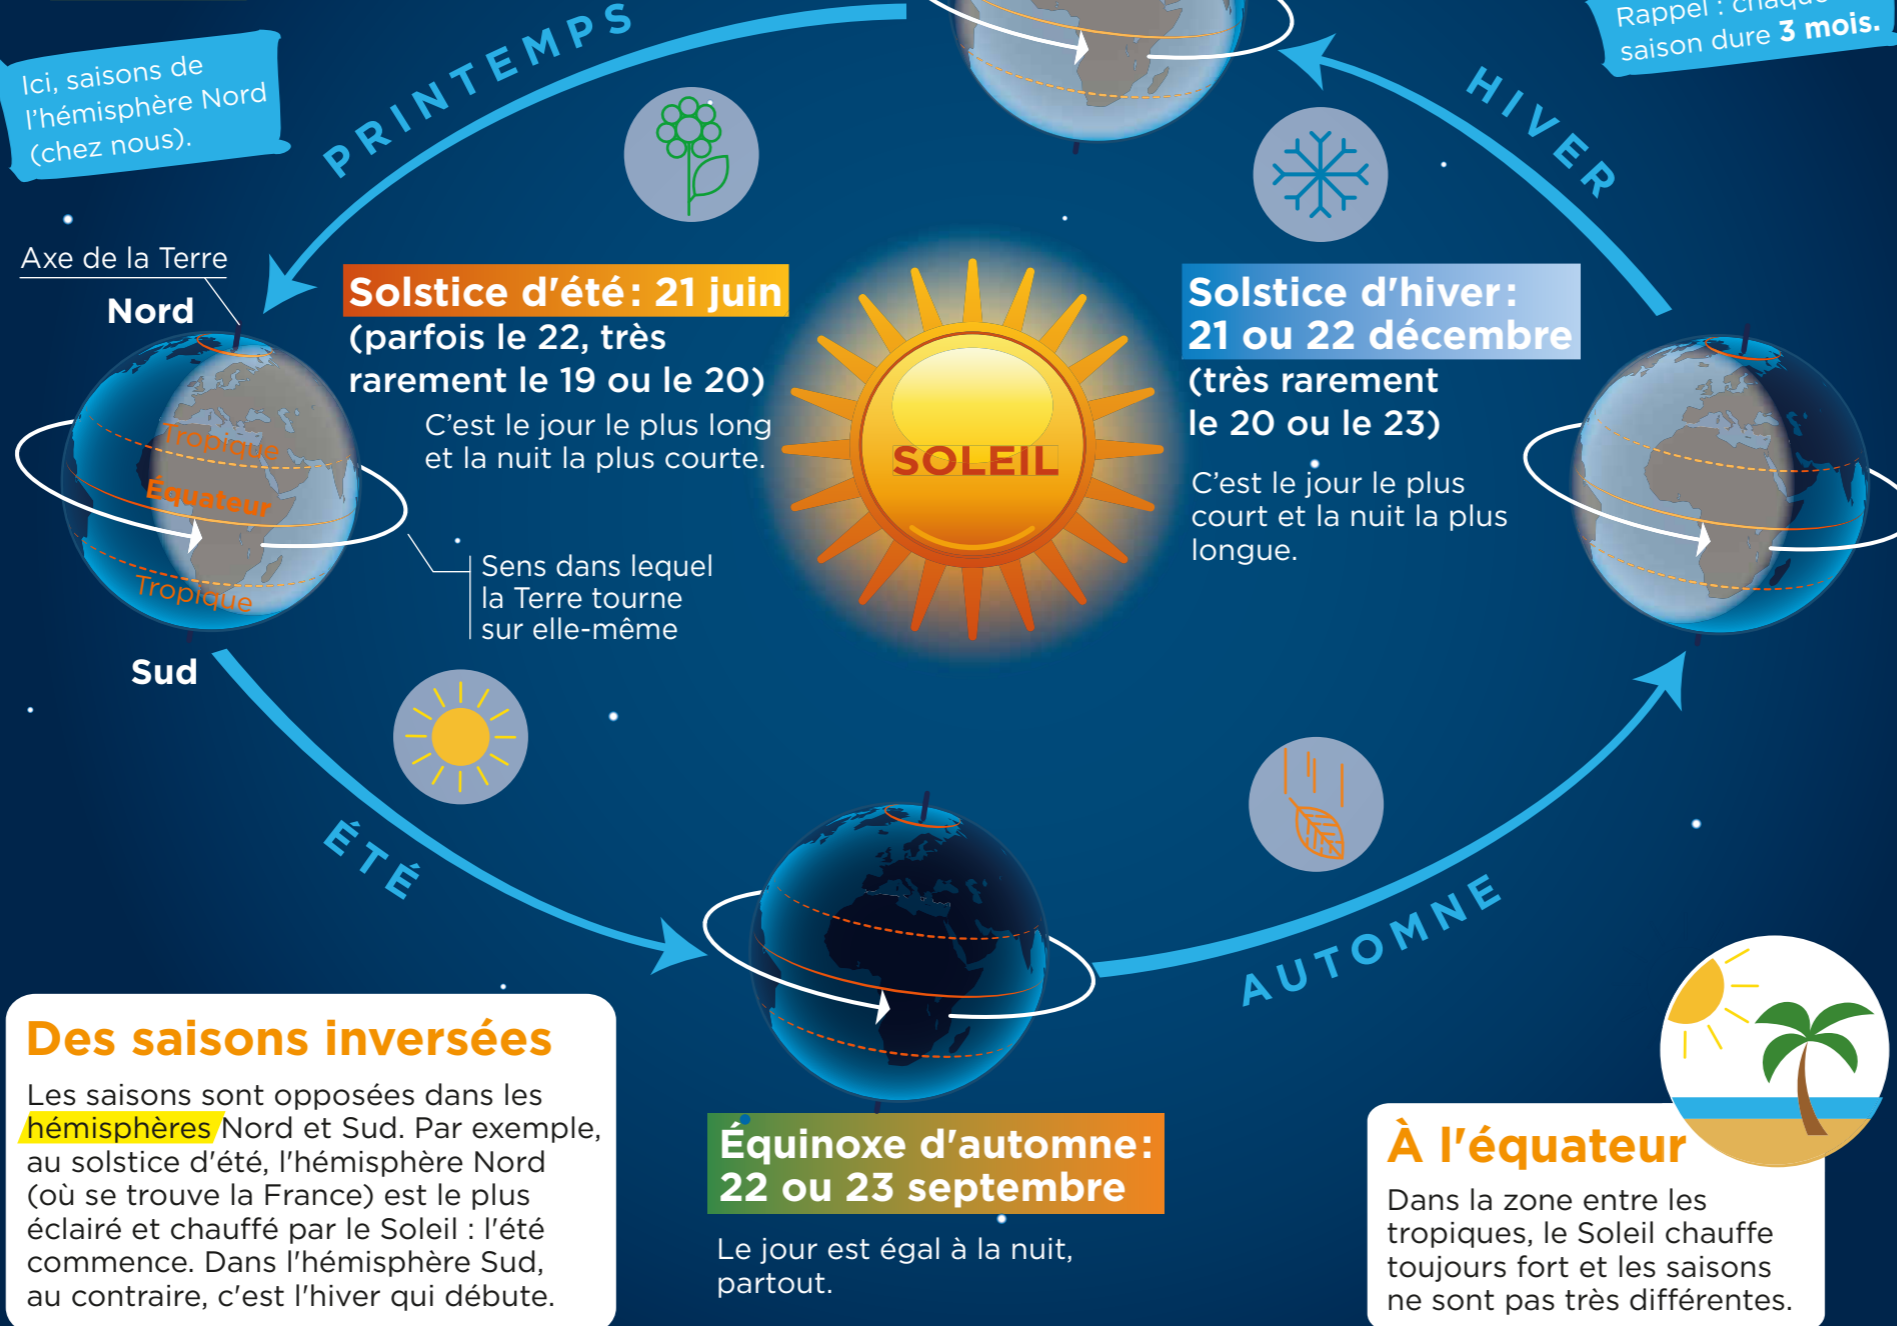 Rappel : chaque
saison dure 3 mois.
Ici, saisons de
l'hémisphère Nord
(chez nous).
PRINTEMPS
HIVER
Axe de la Terre
Nord
Solstice d'été : 21 juin
(parfois le 22, très
rarement le 19 ou le 20)
C'est le jour le plus long
et la nuit la plus courte.
SOLEIL
Solstice d'hiver :
21 ou 22 décembre
(très rarement
le 20 ou le 23)
C'est le jour le plus
court et la nuit la plus
longue.
Tropique
Équateur
Tropique
Sens dans lequel
la Terre tourne
sur elle-même
Sud
ÉTÉ
AUTOMNE
Des saisons inversées
Les saisons sont opposées dans les
hémisphères Nord et Sud. Par exemple,
au solstice d'été, l'hémisphère Nord
(où se trouve la France) est le plus
éclairé et chauffé par le Soleil : l'été
commence. Dans l'hémisphère Sud,
au contraire, c'est l'hiver qui débute.
Équinoxe d'automne :
22 ou 23 septembre
Le jour est égal à la nuit,
partout.
À l'équateur
Dans la zone entre les
tropiques, le Soleil chauffe
toujours fort et les saisons
ne sont pas très différentes.